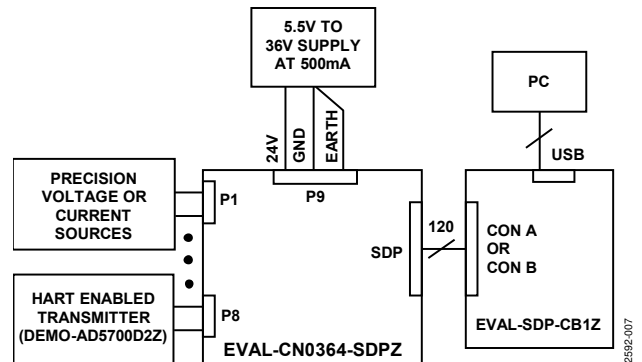 5.5V TO
36V SUPPLY
AT 500mA
PC
24V
GND
EARTH
USB
PRECISION
VOLTAGE OR
CURRENT
SOURCES
P1
P9
120
SDP
CON A
OR
CON B
HART ENABLED
TRANSMITTER
(DEMO-AD5700D2Z)
P8
EVAL-CN0364-SDPZ
EVAL-SDP-CB1Z
2592-007